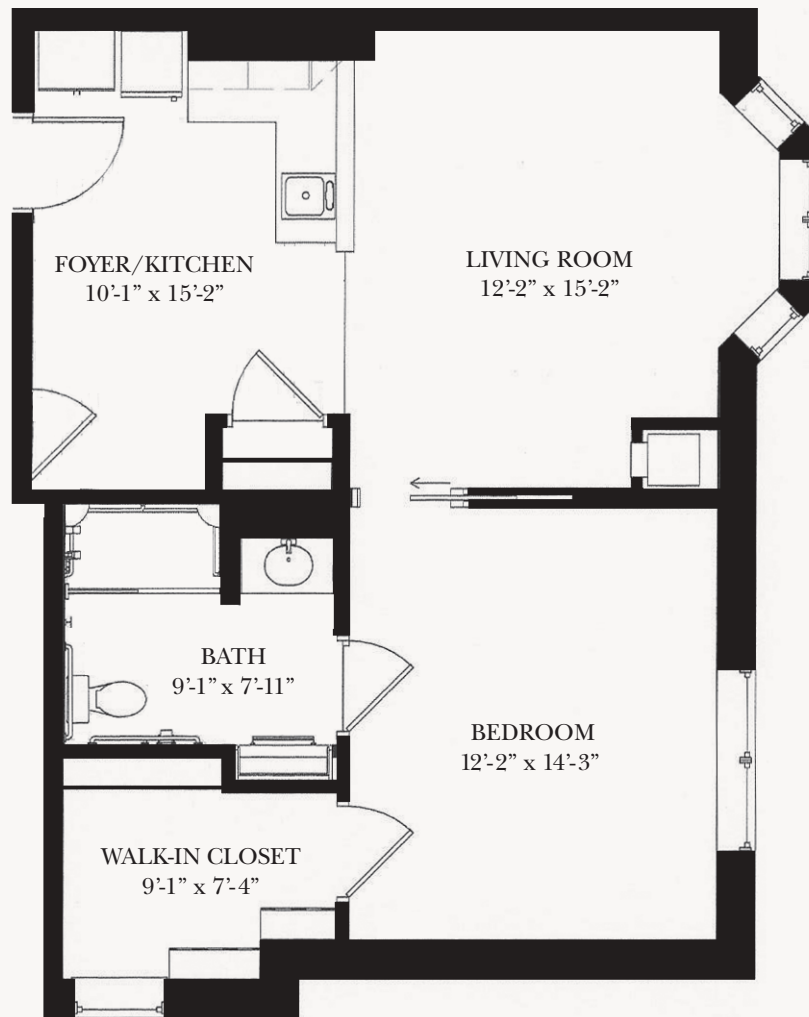 FOYER/KITCHEN
10’-1” x 15’-2”
LIVING ROOM
12’-2” x 15’-2”
BATH
9’-1” x 7’-11”
BEDROOM
12’-2” x 14’-3”
WALK-IN CLOSET
9’-1” x 7’-4”